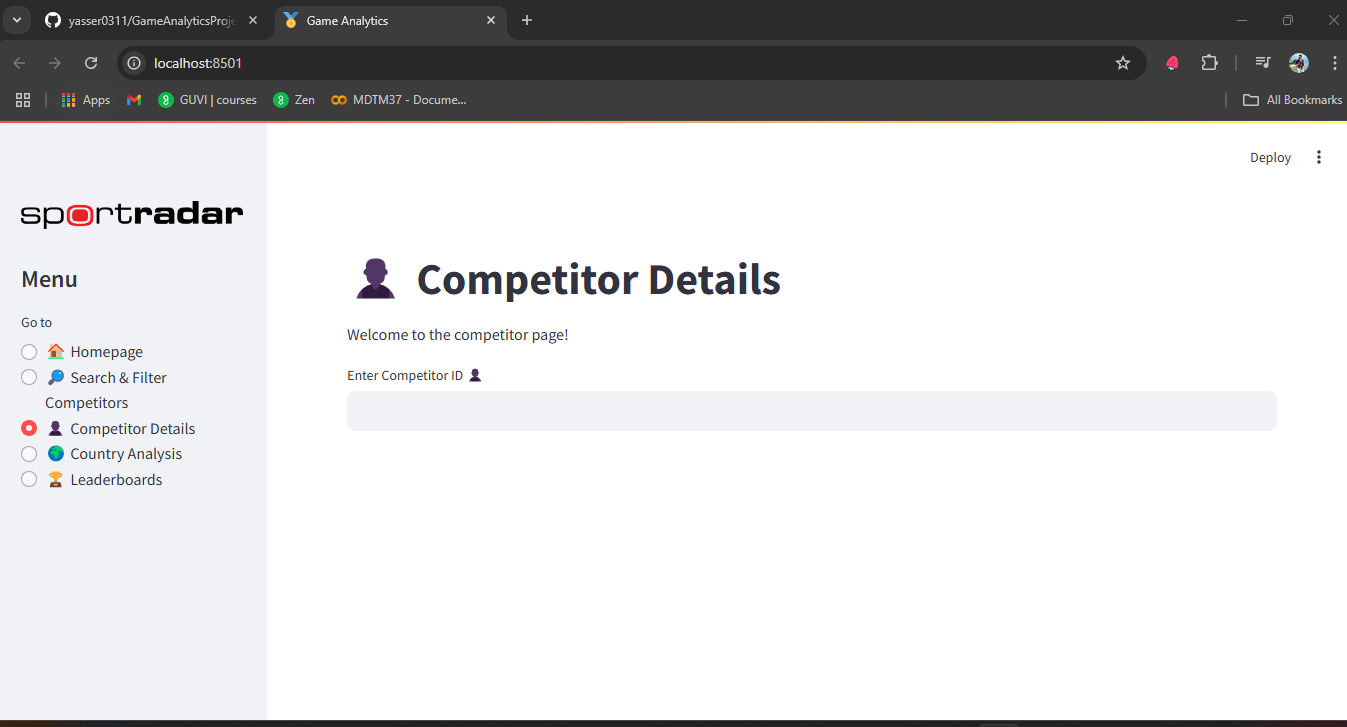 yasser0311/GameAnalyticsProje
Game Analytics
localhost:8501
Apps
GUVI | courses
Zen
MDTM37 - Docume...
All Bookmarks
Deploy
sportradar
Menu
Go to
Homepage
Search & Filter
Competitors
Competitor Details
Country Analysis
Leaderboards
Competitor Details
Welcome to the competitor page!
Enter Competitor ID